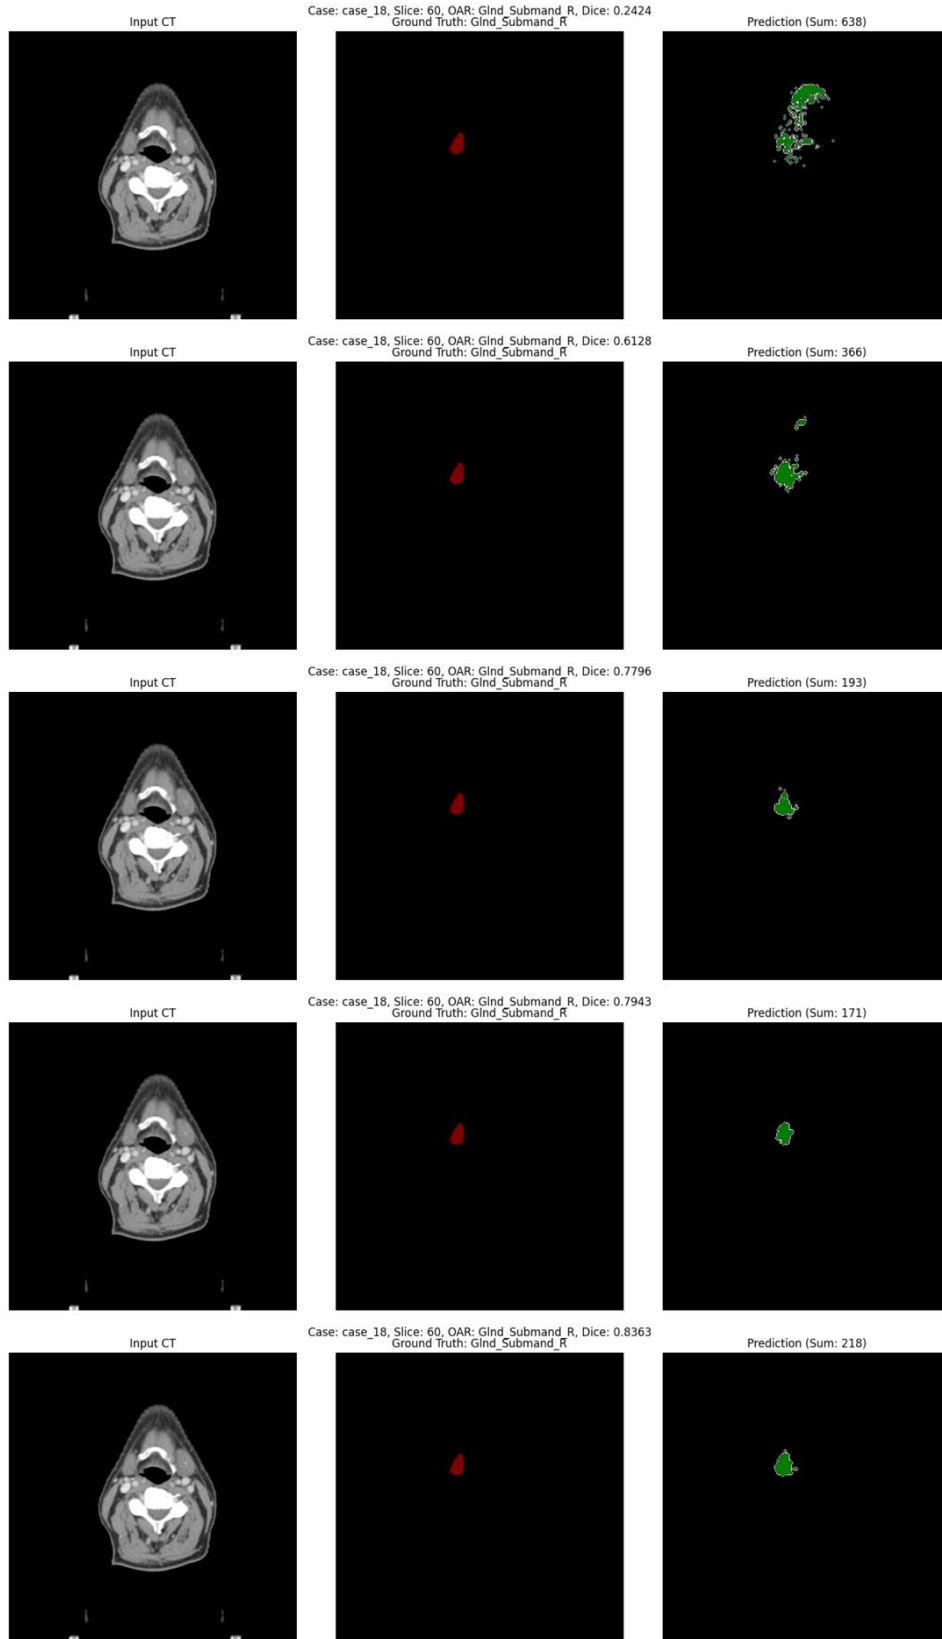 Case: case_18, Slice: 60, OAR: Glnd_Submand_R, Dice: 0.2424
Input CT
Ground Truth: Glnd_Submand_R
Prediction (Sum: 638)
Case: case_18, Slice: 60, OAR: Glnd_Submand_R, Dice: 0.6128
Input CT
Ground Truth: Glnd_Submand_R
Prediction (Sum: 366)
Case: case_18, Slice: 60, OAR: Glnd_Submand_R, Dice: 0.7796
Input CT
Ground Truth: Glnd_Submand_R
Prediction (Sum: 193)
Case: case_18, Slice: 60, OAR: Glnd_Submand_R, Dice: 0.7943
Input CT
Ground Truth: Glnd_Submand_R
Prediction (Sum: 171)
Case: case_18, Slice: 60, OAR: Glnd_Submand_R, Dice: 0.8363
Input CT
Ground Truth: Glnd_Submand_R
Prediction (Sum: 218)